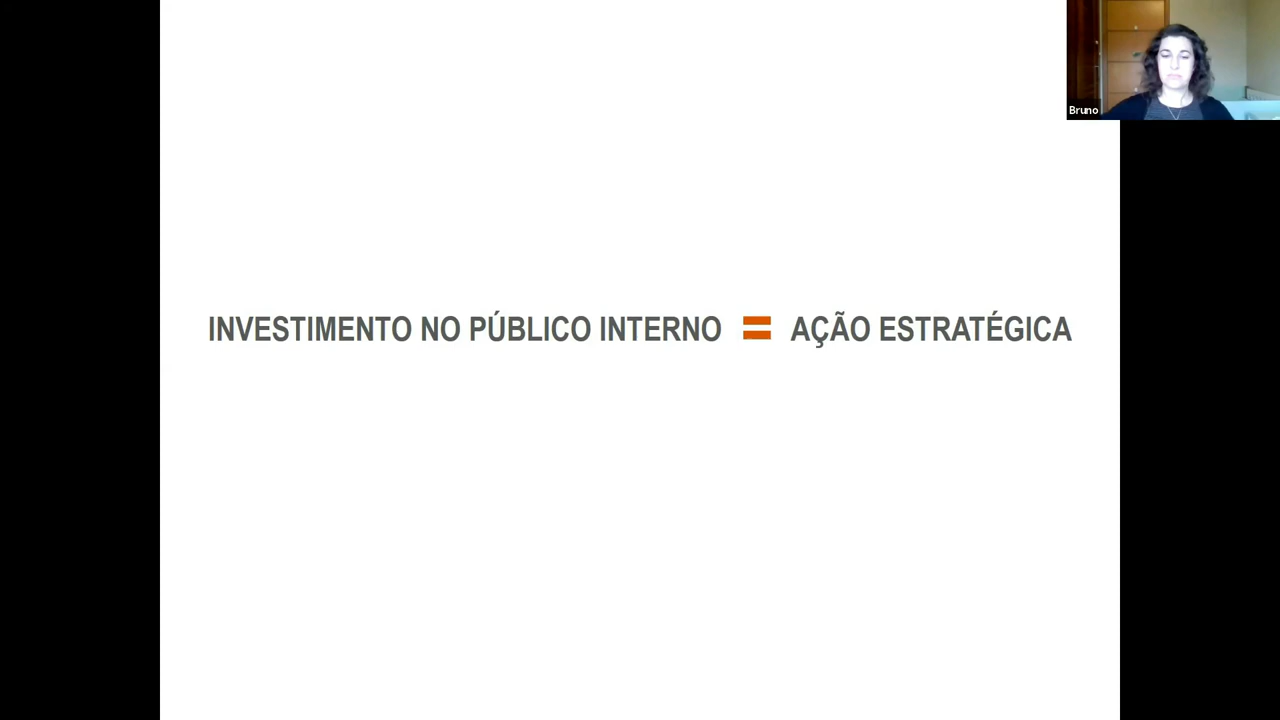 Bruno
INVESTIMENTO NO PÚBLICO INTERNO = AÇÃO ESTRATÉGICA